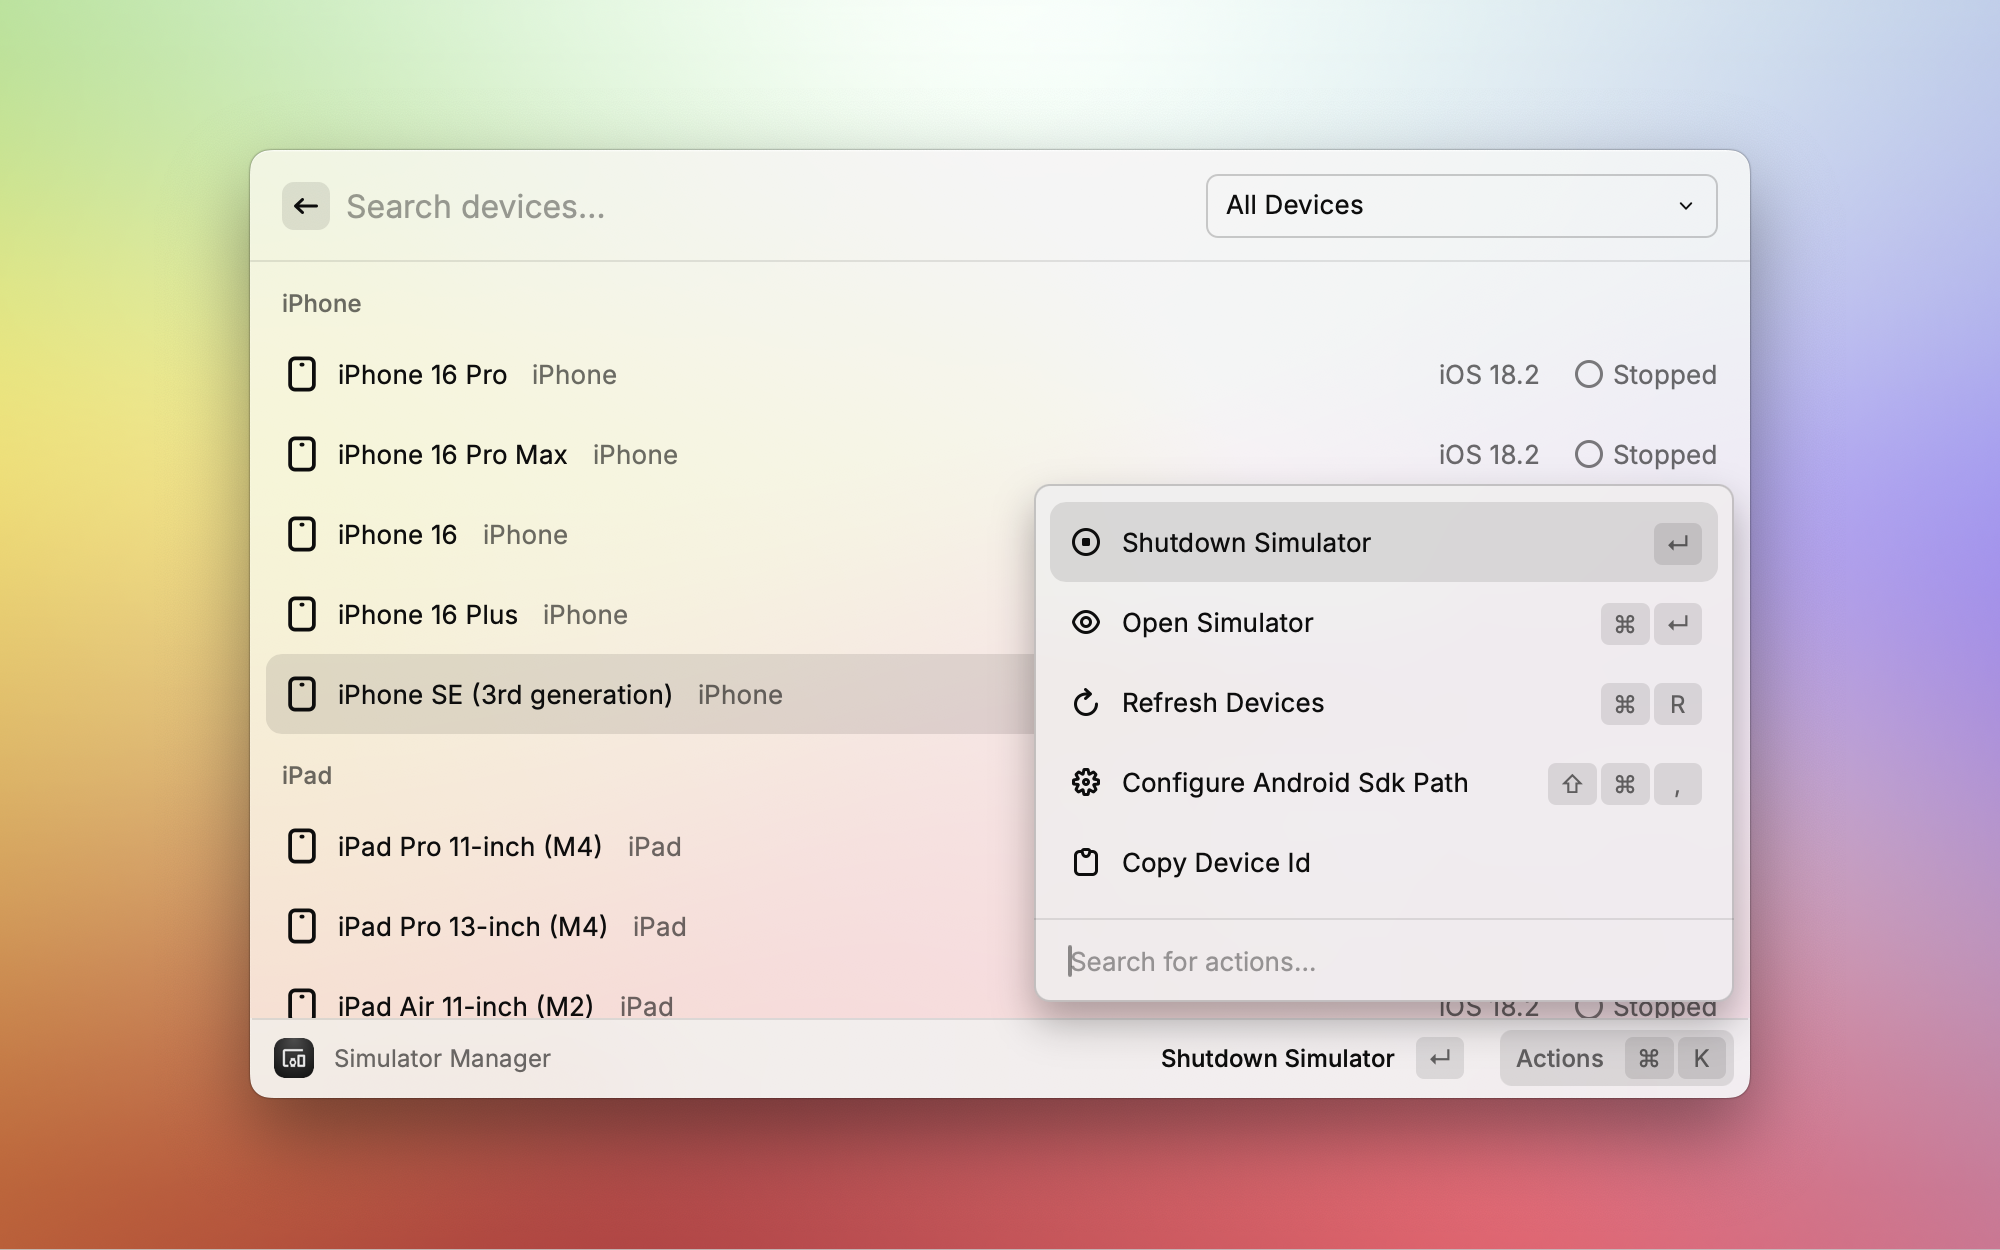 Search devices...
All Devices
iPhone
iPhone 16 Pro iPhone iOS 18.2 Stopped
iPhone 16 Pro Max iPhone iOS 18.2 Stopped
iPhone 16 iPhone
iPhone 16 Plus iPhone
iPhone SE (3rd generation) iPhone
iPad
iPad Pro 11-inch (M4) iPad
iPad Pro 13-inch (M4) iPad
iPad Air 11-inch (M2) iPad iOS 18.2 Stopped
Shutdown Simulator ↵
Open Simulator ⌘ ↵
Refresh Devices ⌘ R
Configure Android Sdk Path ⇧ ⌘ ,
Copy Device Id
Search for actions...
Simulator Manager
Shutdown Simulator ↵
Actions ⌘ K